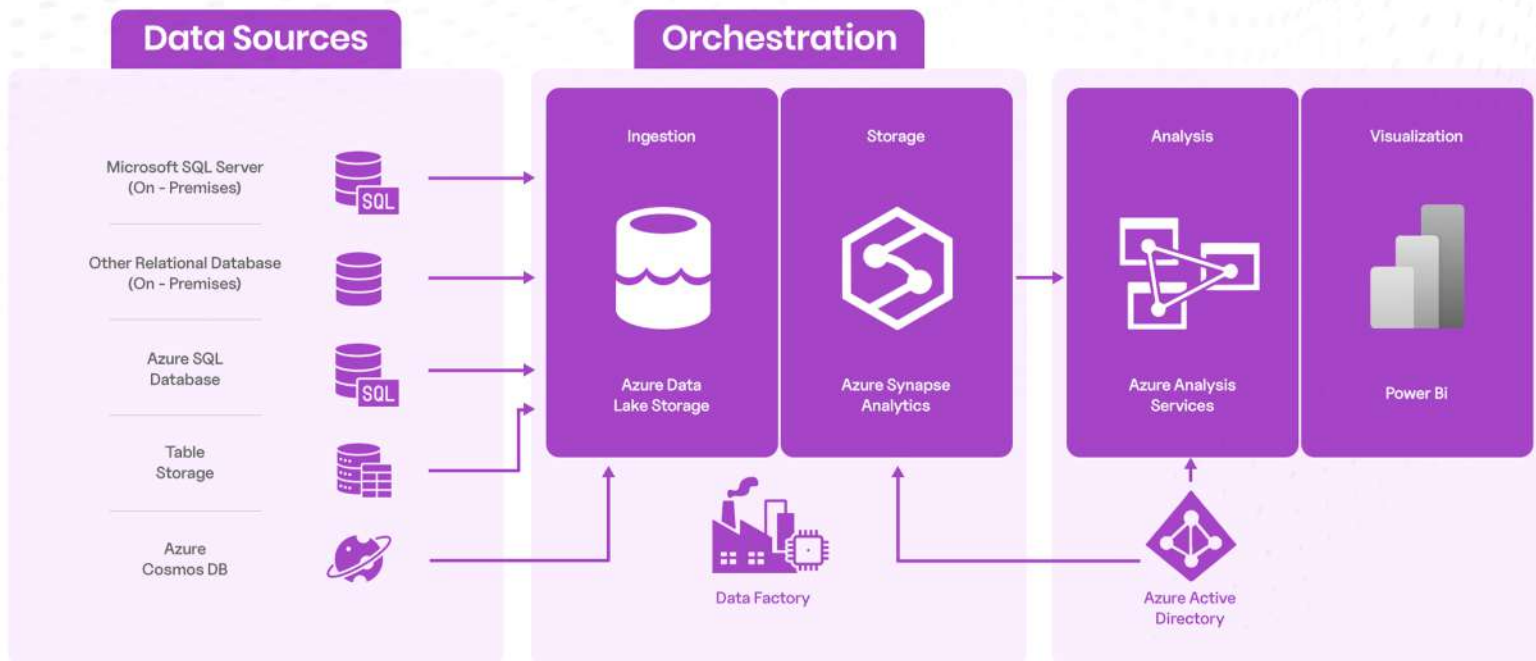 Data Sources
Microsoft SQL Server
(On - Premises)
SQL
Other Relational Database
(On - Premises)
Azure SQL
Database
SQL
Table
Storage
Azure
Cosmos DB
Orchestration
Ingestion
Azure Data
Lake Storage
Storage
Azure Synapse
Analytics
Data Factory
Analysis
Azure Analysis
Services
Visualization
Power Bi
Azure Active
Directory